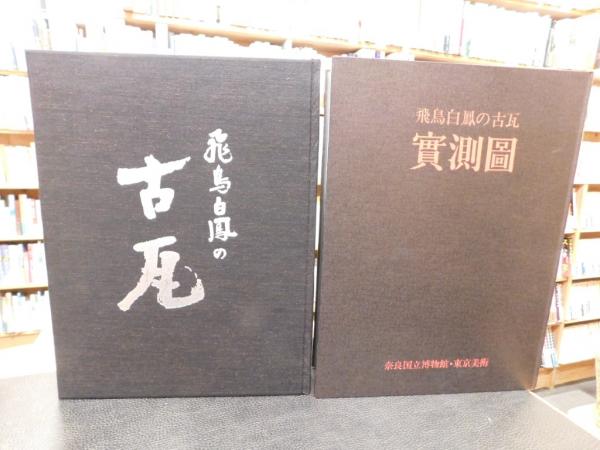 飛鳥白鳳の
古瓦
飛鳥白鳳の古瓦
實測圖
奈良国立博物館・東京美術